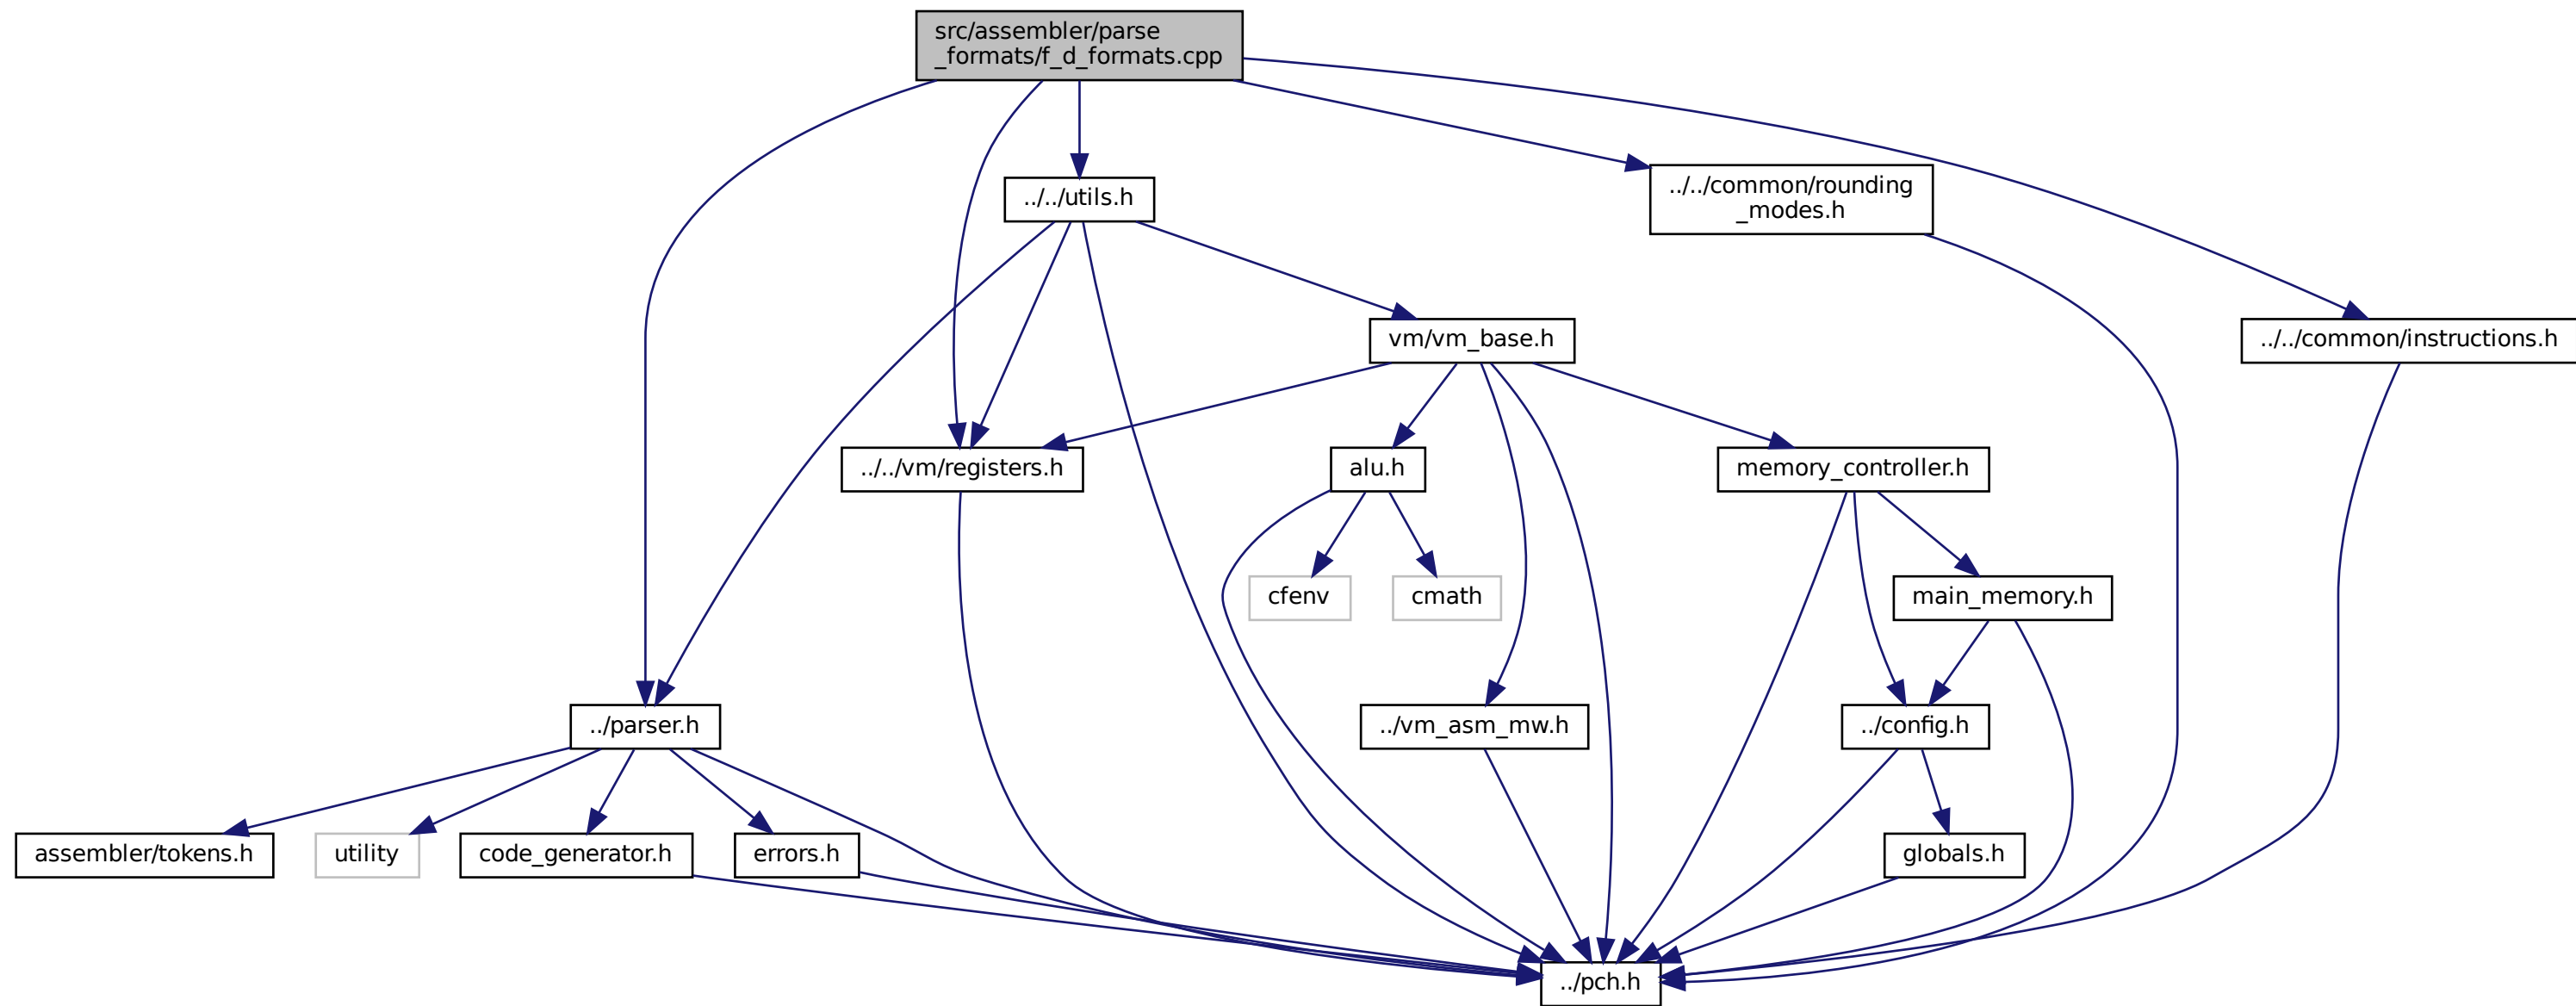 src/assembler/parse
_formats/f_d_formats.cpp
../../utils.h
../../common/rounding
_modes.h
vm/vm_base.h
../../common/instructions.h
../../vm/registers.h
alu.h
memory_controller.h
cfenv
cmath
main_memory.h
../parser.h
../vm_asm_mw.h
../config.h
assembler/tokens.h
utility
code_generator.h
errors.h
globals.h
../pch.h